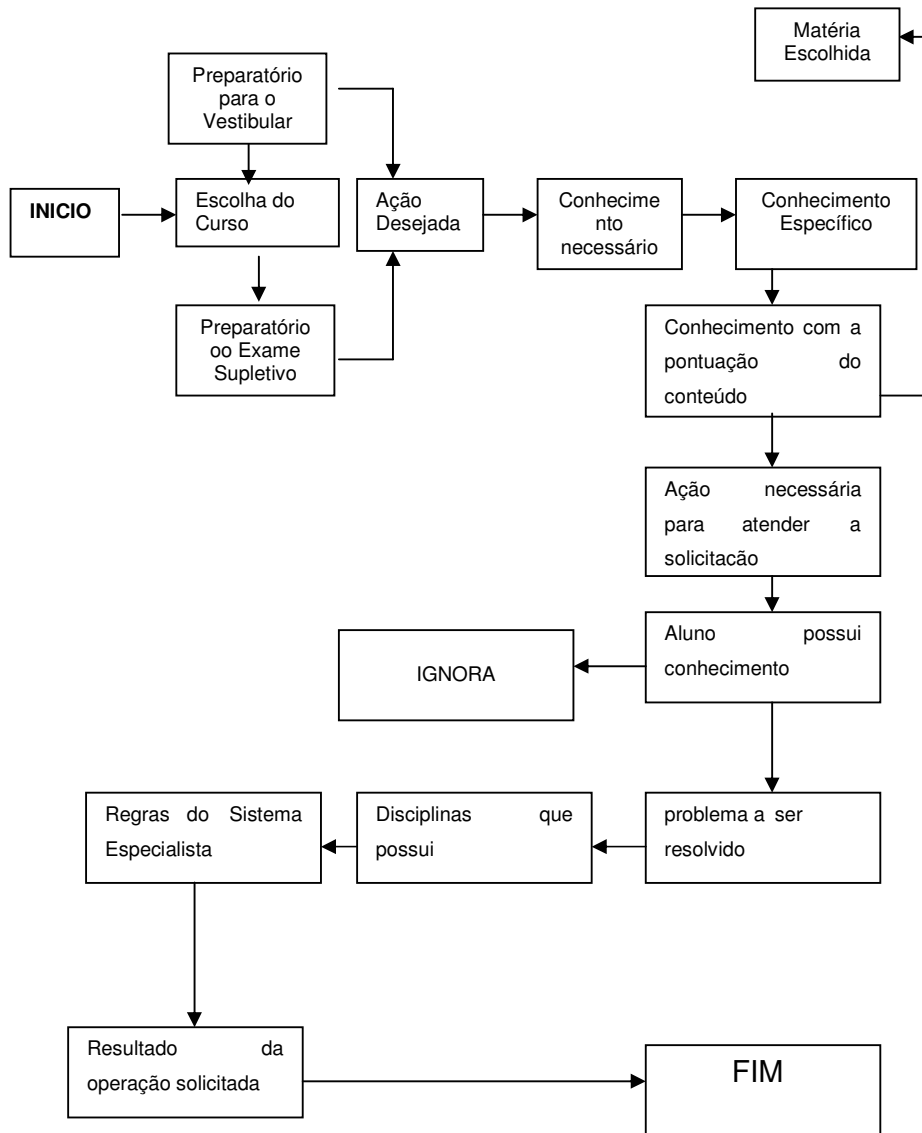 Matéria
Escolhida
Preparatório
para o
Vestibular
INICIO
Escolha do
Curso
Ação
Desejada
Conhecime
nto
necessário
Conhecimento
Específico
Preparatório
oo Exame
Supletivo
Conhecimento com a
pontuação do
conteúdo
Ação necessária
para atender a
solicitacão
Aluno possui
conhecimento
IGNORA
problema a ser
resolvido
Disciplinas que
possui
Regras do Sistema
Especialista
Resultado da
operação solicitada
FIM